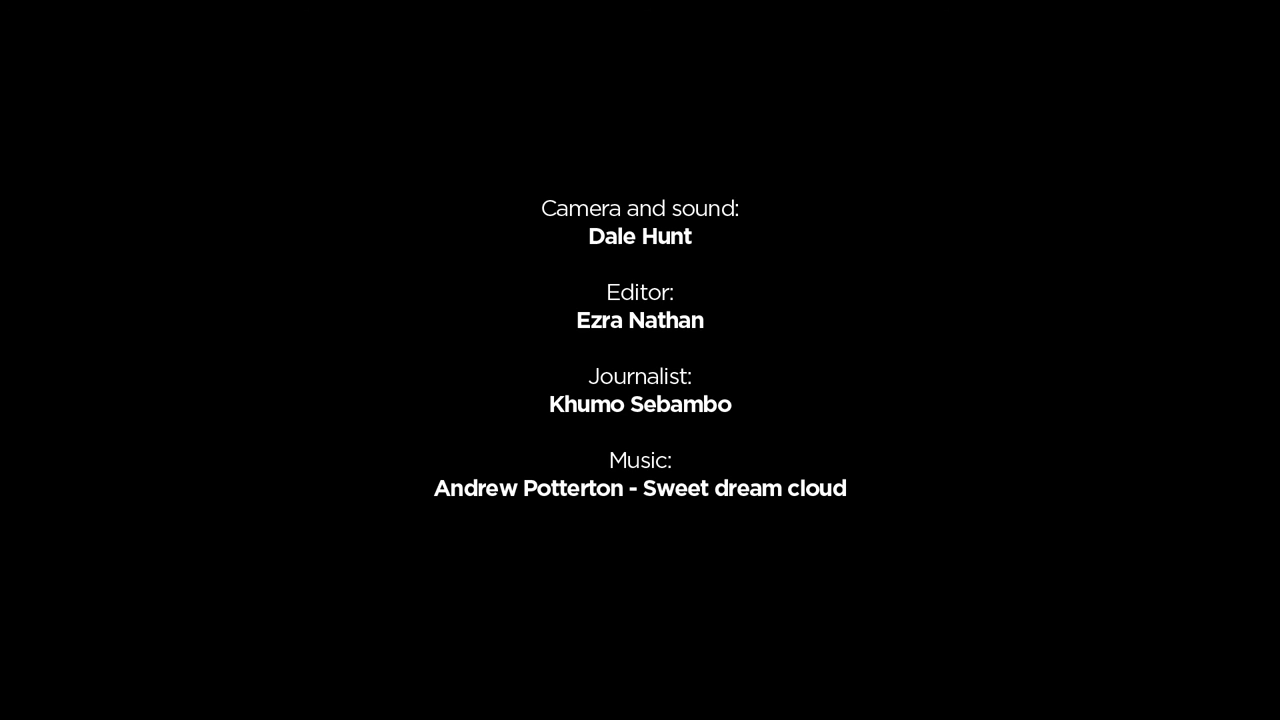 Camera and sound:
Dale Hunt
Editor:
Ezra Nathan
Journalist:
Khumo Sebambo
Music:
Andrew Potterton - Sweet dream cloud